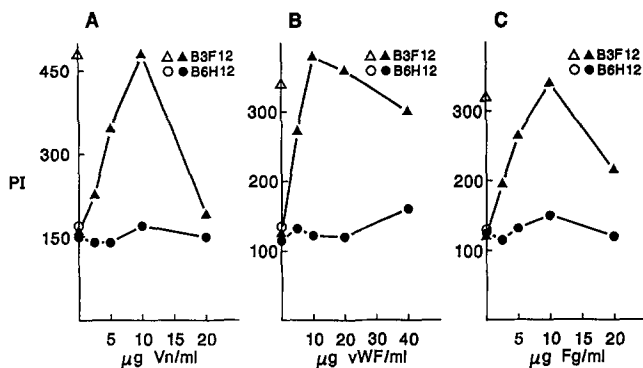 A
B
C
△ ▲ B3F12
○ ● B6H12
△ ▲ B3F12
○ ● B6H12
△ ▲ B3F12
○ ● B6H12
PI
450
300
150
300
200
100
300
200
100
5 10 15 20
10 20 30 40
5 10 15 20
μg Vn/ml
μg vWF/ml
μg Fg/ml